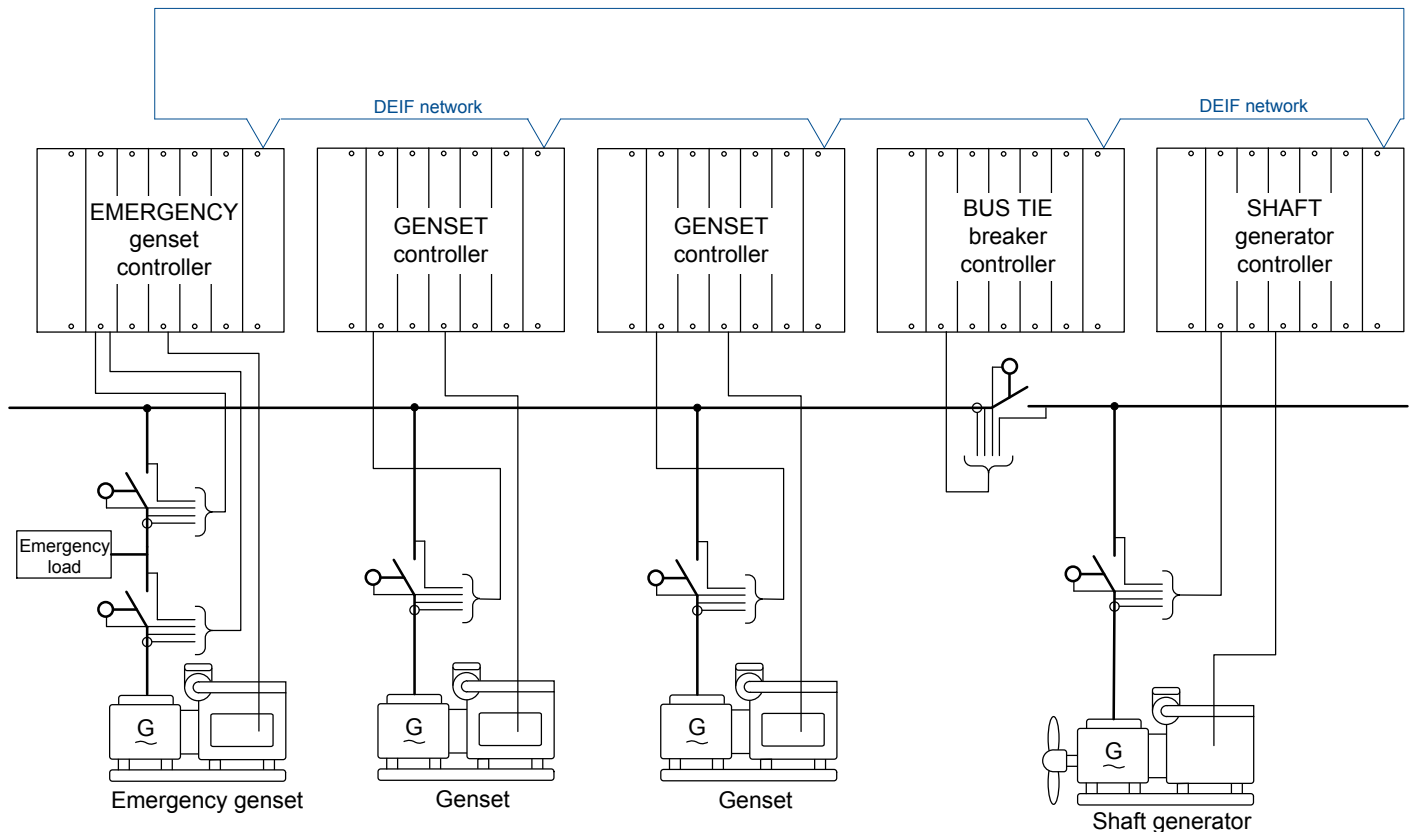 DEIF network
DEIF network
EMERGENCY
genset
controller
GENSET
controller
GENSET
controller
BUS TIE
breaker
controller
SHAFT
generator
controller
Emergency
load
G
G
G
G
Emergency genset
Genset
Genset
Shaft generator